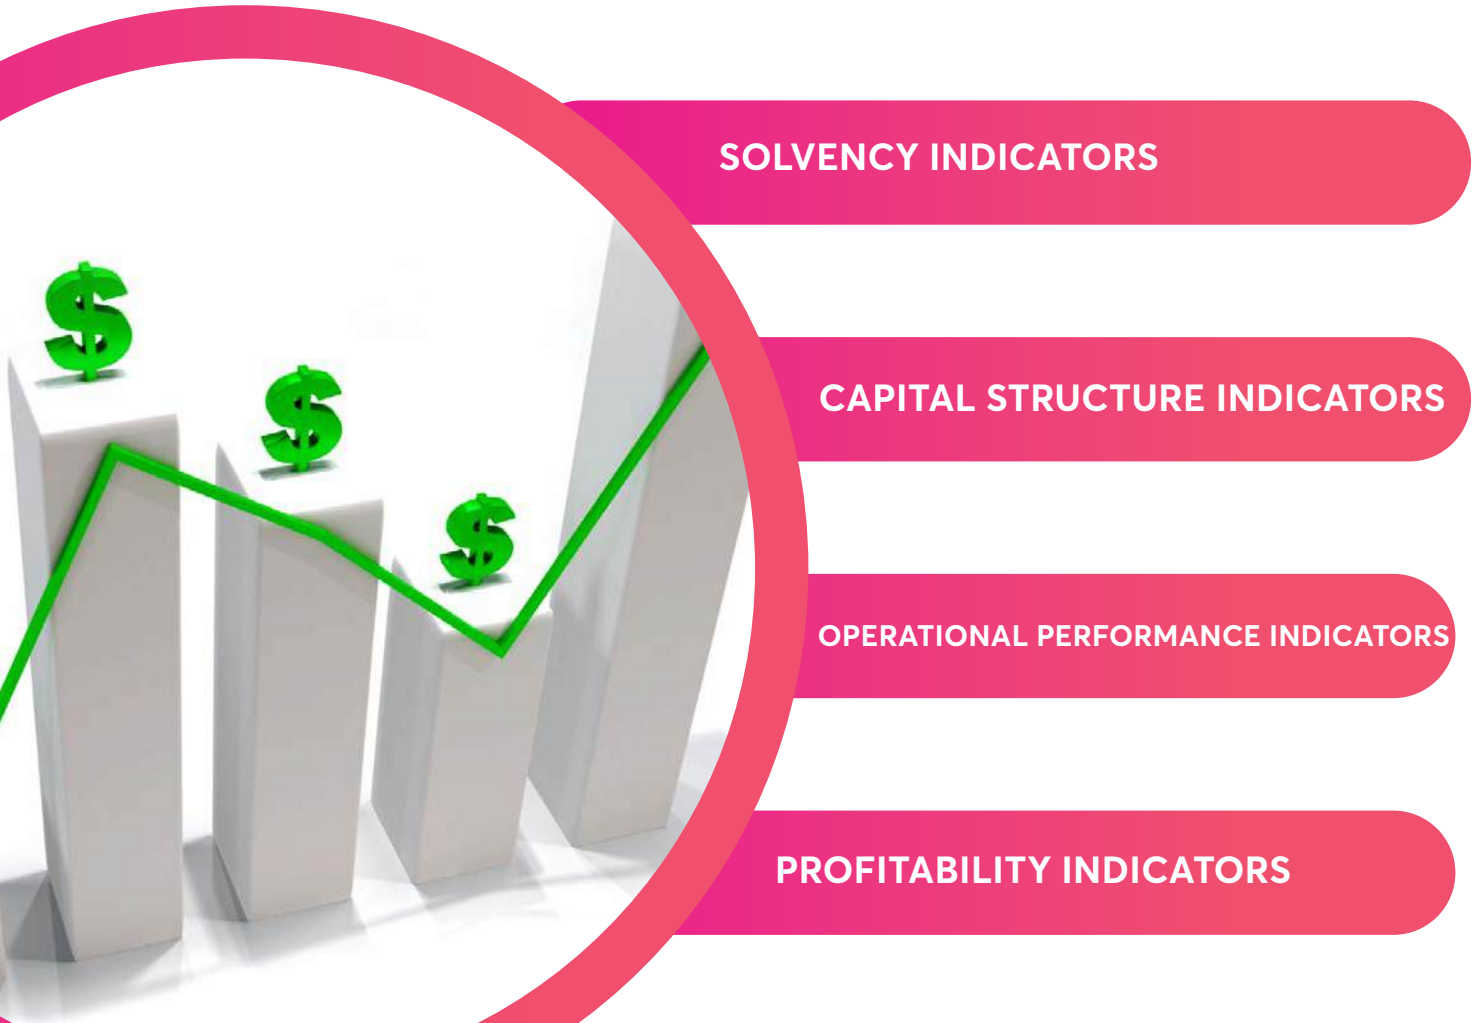 SOLVENCY INDICATORS
CAPITAL STRUCTURE INDICATORS
OPERATIONAL PERFORMANCE INDICATORS
PROFITABILITY INDICATORS